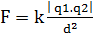 F = k|q1.q2|/d²